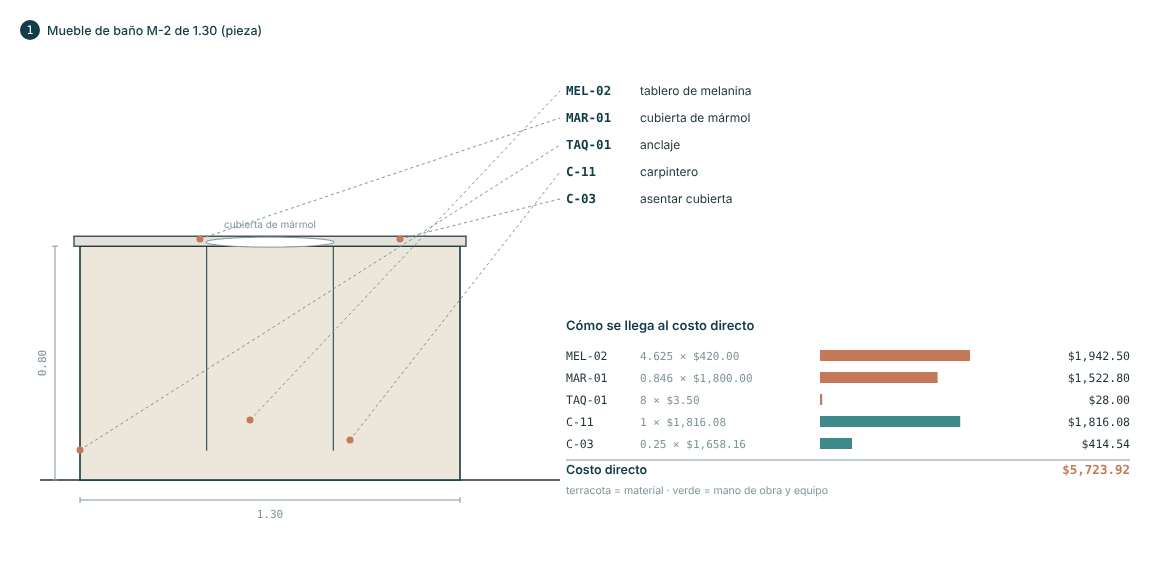 1 Mueble de baño M-2 de 1.30 (pieza)
MEL-02 tablero de melanina
MAR-01 cubierta de mármol
TAQ-01 anclaje
C-11 carpintero
C-03 asentar cubierta
cubierta de mármol
0.80
1.30
Cómo se llega al costo directo
MEL-02 4.625 × $420.00 $1,942.50
MAR-01 0.846 × $1,800.00 $1,522.80
TAQ-01 8 × $3.50 $28.00
C-11 1 × $1,816.08 $1,816.08
C-03 0.25 × $1,658.16 $414.54
Costo directo $5,723.92
terracota = material · verde = mano de obra y equipo